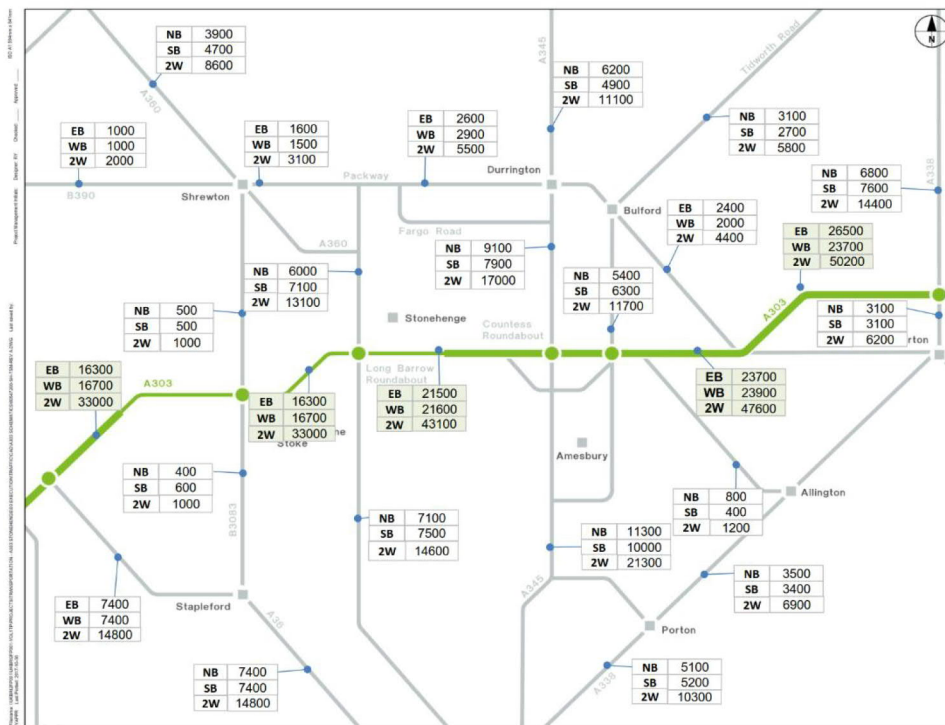 NB 3900
SB 4700
2W 8600
A345
N
NB 6200
SB 4900
2W 11100
Tidworth Road
A360
EB 1000
WB 1000
2W 2000
EB 1600
WB 1500
2W 3100
EB 2600
WB 2900
2W 5500
NB 3100
SB 2700
2W 5800
A338
NB 6800
SB 7600
2W 14400
B390
Shrewton
Packway
Durrington
Bulford
Fargo Road
A360
EB 2400
WB 2000
2W 4400
EB 26500
WB 23700
2W 50200
NB 6000
SB 7100
2W 13100
NB 9100
SB 7900
2W 17000
NB 5400
SB 6300
2W 11700
NB 500
SB 500
2W 1000
Stonehenge
Countess
Roundabout
A303
NB 3100
SB 3100
2W 6200
rton
EB 16300
WB 16700
2W 33000
A303
EB 16300
WB 16700
2W 33000
ne
Stoke
Long Barrow
Roundabout
EB 21500
WB 21600
2W 43100
EB 23700
WB 23900
2W 47600
Amesbury
NB 400
SB 600
2W 1000
B3083
NB 7100
SB 7500
2W 14600
NB 11300
SB 10000
2W 21300
NB 800
SB 400
2W 1200
Allington
EB 7400
WB 7400
2W 14800
Stapleford
A36
A345
NB 3500
SB 3400
2W 6900
Porton
NB 7400
SB 7400
2W 14800
A338
NB 5100
SB 5200
2W 10300